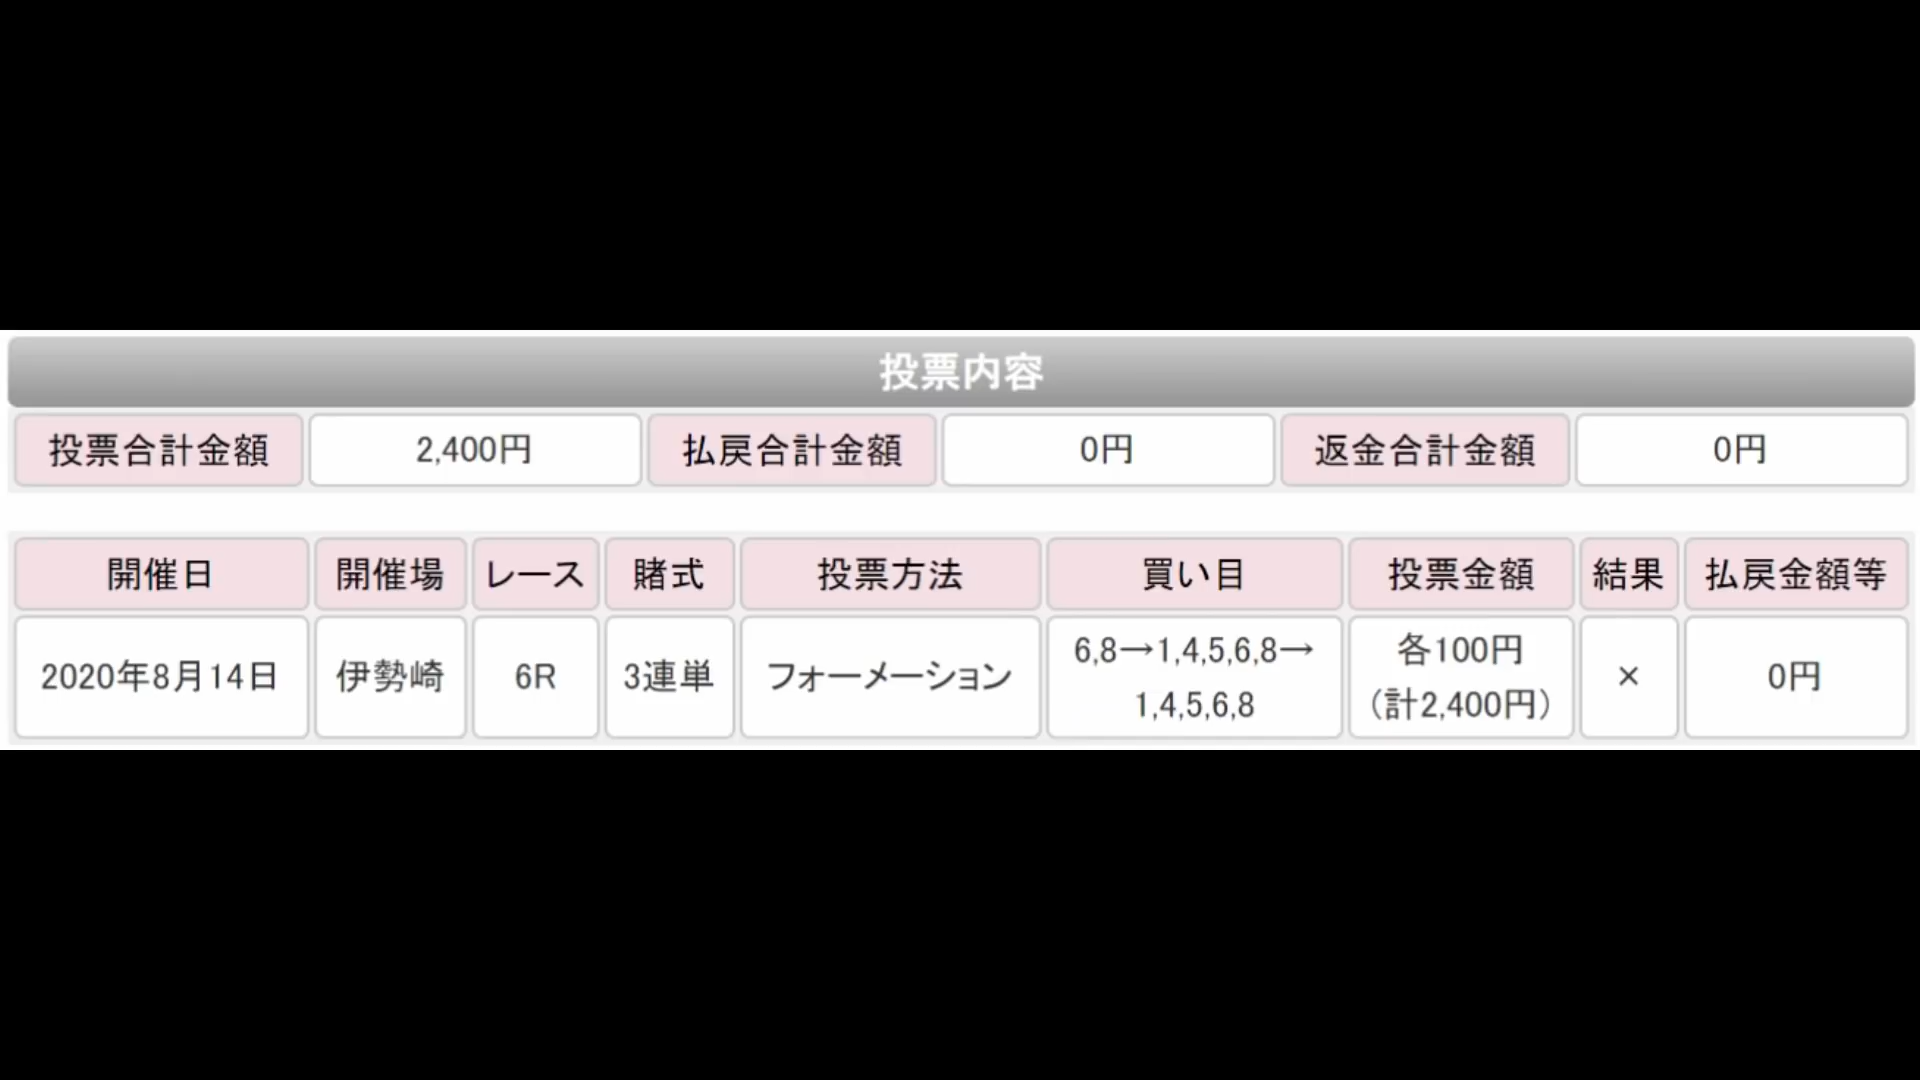 投票内容
投票合計金額 2,400円 払戻合計金額 0円 返金合計金額 0円
開催日 開催場 レース 賭式 投票方法 買い目 投票金額 結果 払戻金額等
2020年8月14日 伊勢崎 6R 3連単 フォーメーション 6,8→1,4,5,6,8→ 各100円 × 0円
1,4,5,6,8 (計2,400円)